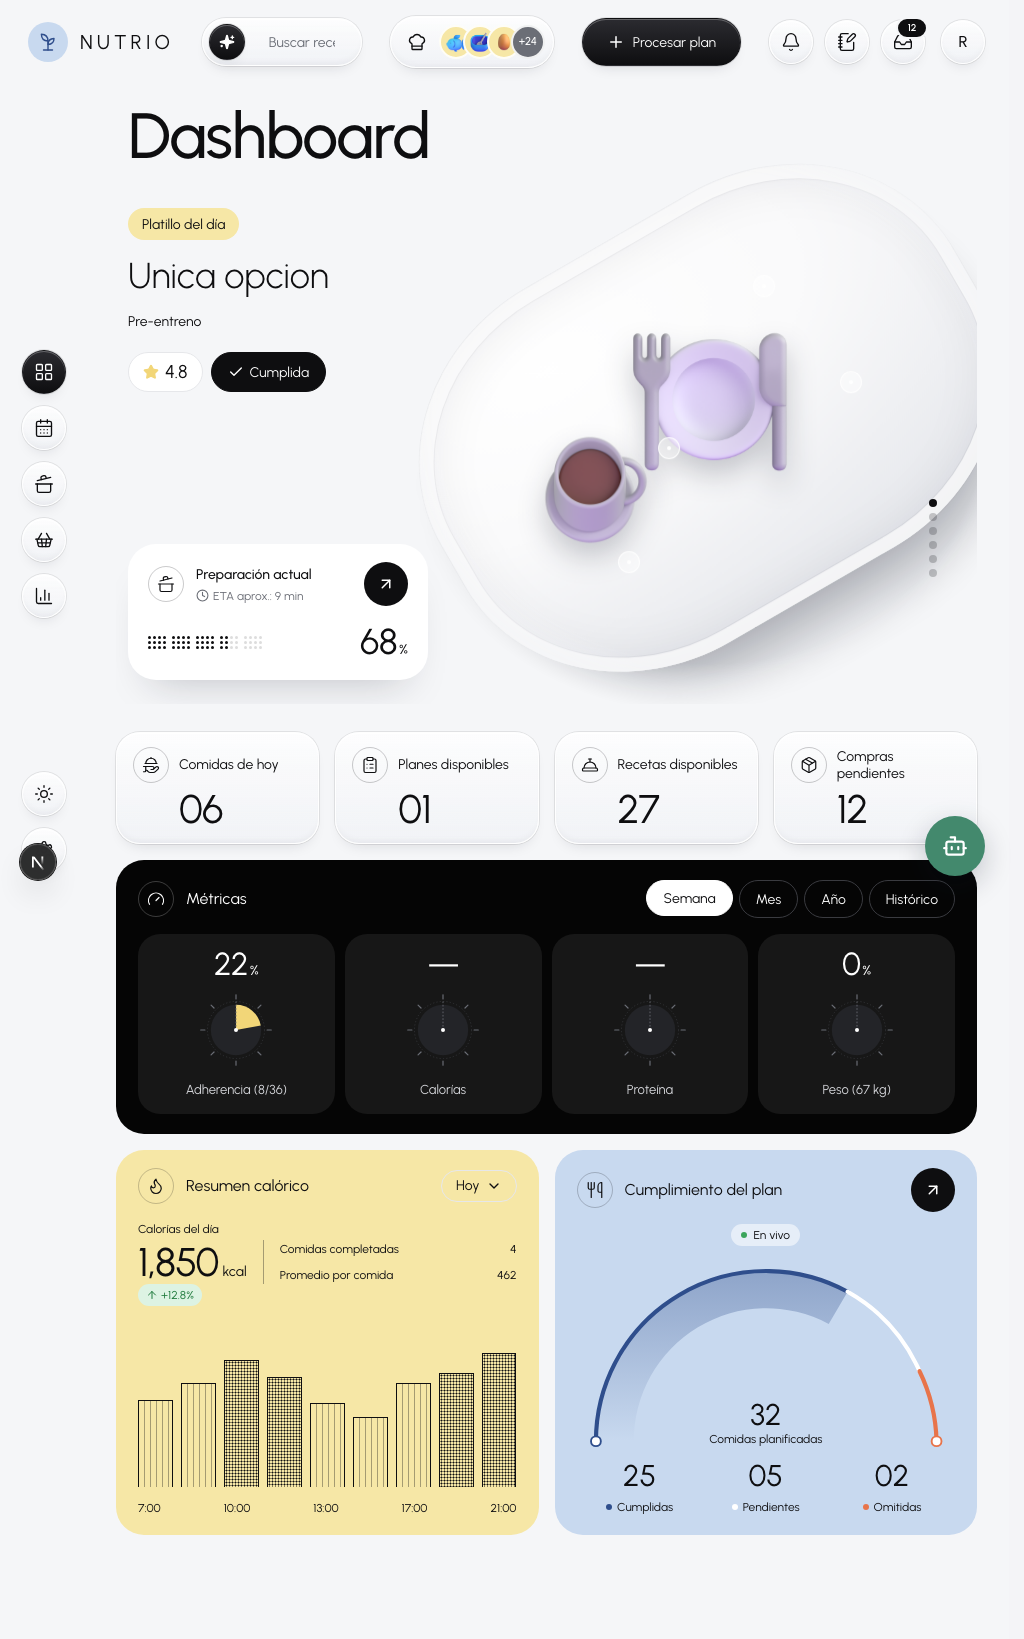 NUTRIO
Buscar rece
+24
Procesar plan
12
R
Dashboard
Platillo del día
Unica opcion
Pre-entreno
4.8
Cumplida
Preparación actual
ETA aprox.: 9 min
68%
Comidas de hoy
06
Planes disponibles
01
Recetas disponibles
27
Compras
pendientes
12
N
Métricas
Semana
Mes
Año
Histórico
22%
—
—
0%
Adherencia (8/36)
Calorías
Proteína
Peso (67 kg)
Resumen calórico
Hoy
Calorías del día
1,850 kcal
+12.8%
Comidas completadas 4
Promedio por comida 462
7:00 10:00 13:00 17:00 21:00
Cumplimiento del plan
En vivo
32
Comidas planificadas
25 05 02
Cumplidas Pendientes Omitidas